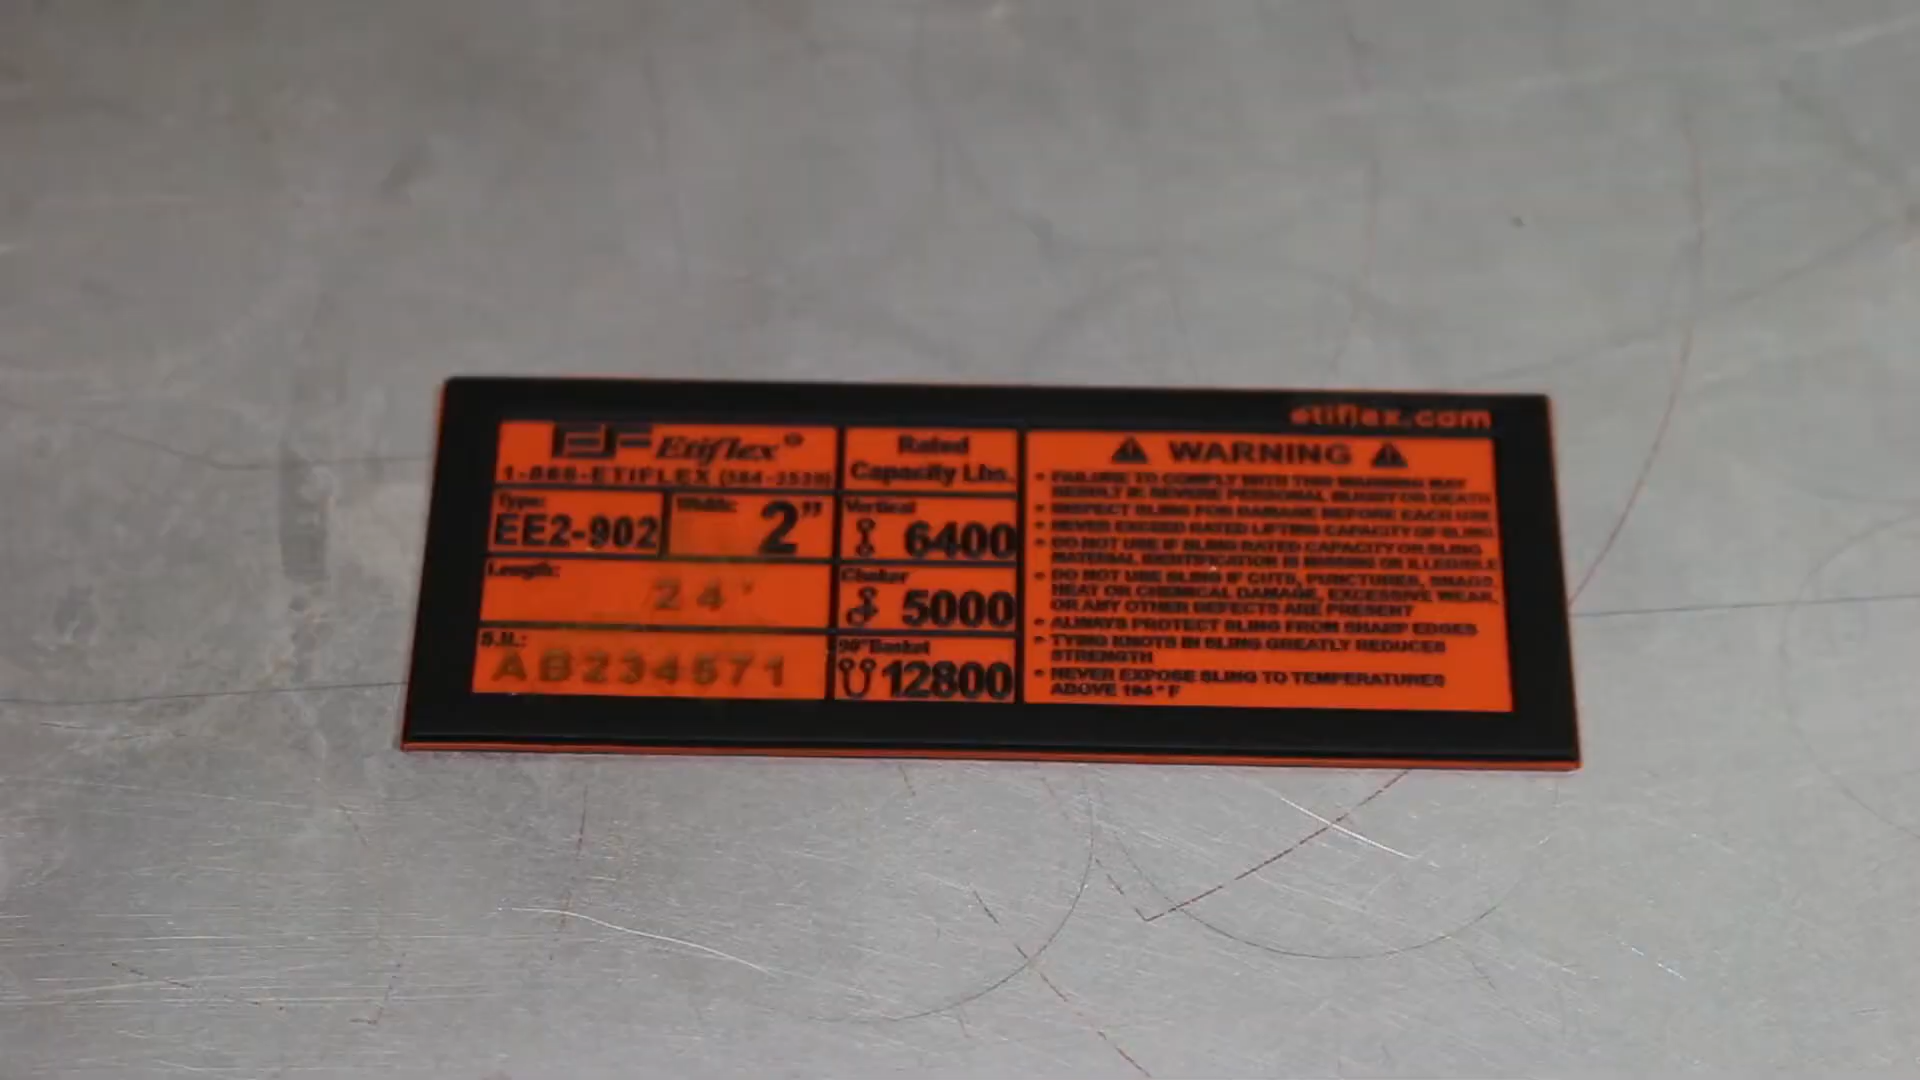 etiflex.com
Etiflex®
1-866-ETIFLEX (384-3539)
Type:
EE2-902
Width:
2"
Length:
24'
S.N.:
AB234571
Rated
Capacity Lbs.
Vertical
6400
Choker
5000
90° Basket
12800
WARNING
• FAILURE TO COMPLY WITH THIS WARNING MAY
RESULT IN SEVERE PERSONAL INJURY OR DEATH
• INSPECT SLING FOR DAMAGE BEFORE EACH USE
• NEVER EXCEED RATED LIFTING CAPACITY OF SLING
• DO NOT USE IF SLING RATED CAPACITY OR SLING
MATERIAL IDENTIFICATION IS MISSING OR ILLEGIBLE
• DO NOT USE SLING IF CUTS, PUNCTURES, SNAGS,
HEAT OR CHEMICAL DAMAGE, EXCESSIVE WEAR,
OR ANY OTHER DEFECTS ARE PRESENT
• ALWAYS PROTECT SLING FROM SHARP EDGES
• TYING KNOTS IN SLING GREATLY REDUCES
STRENGTH
• NEVER EXPOSE SLING TO TEMPERATURES
ABOVE 194° F